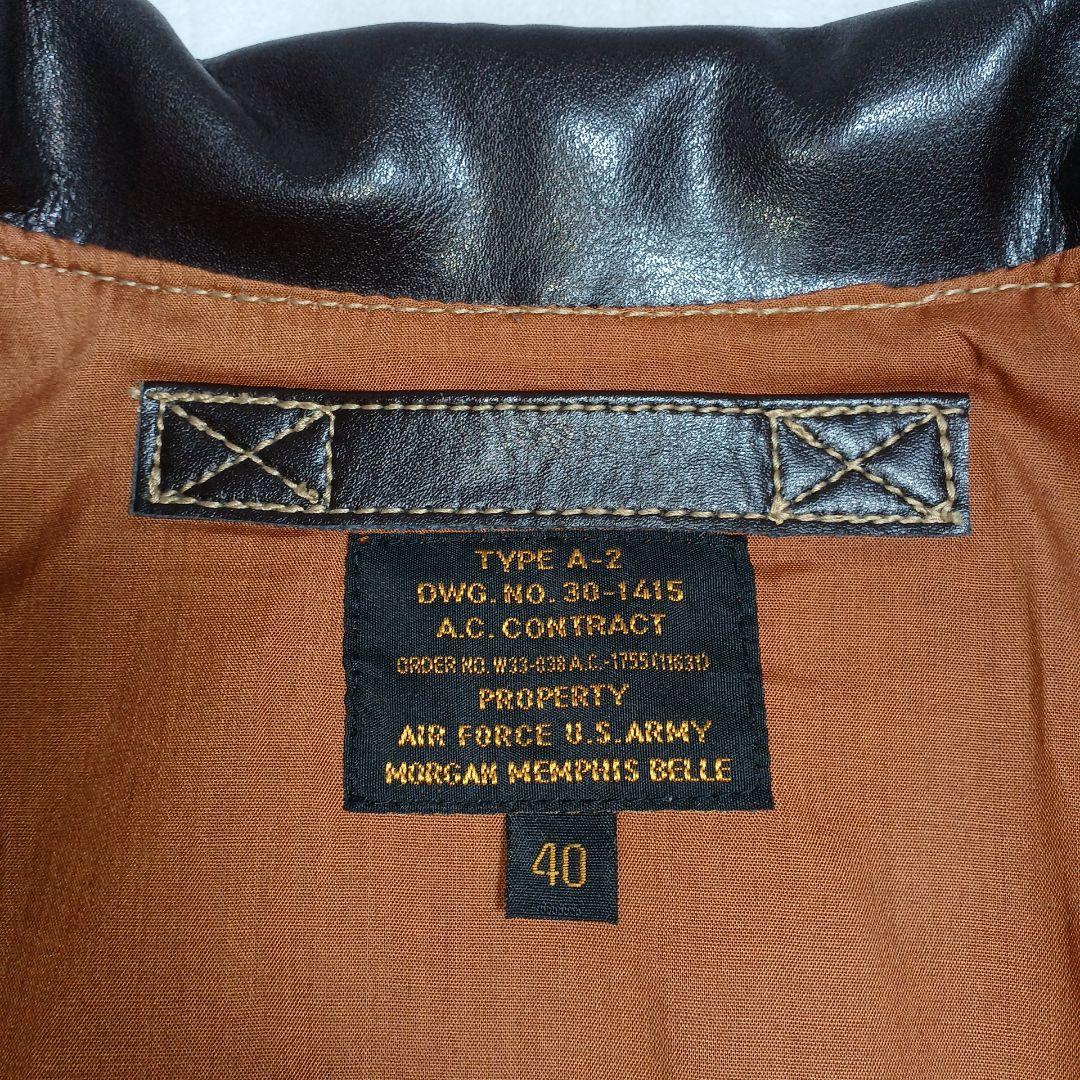 TYPE A-2
DWG. NO. 30-1415
A.C. CONTRACT
ORDER NO. W33-038 A.C.-1755 (11631)
PROPERTY
AIR FORCE U.S. ARMY
MORGAN MEMPHIS BELLE
40